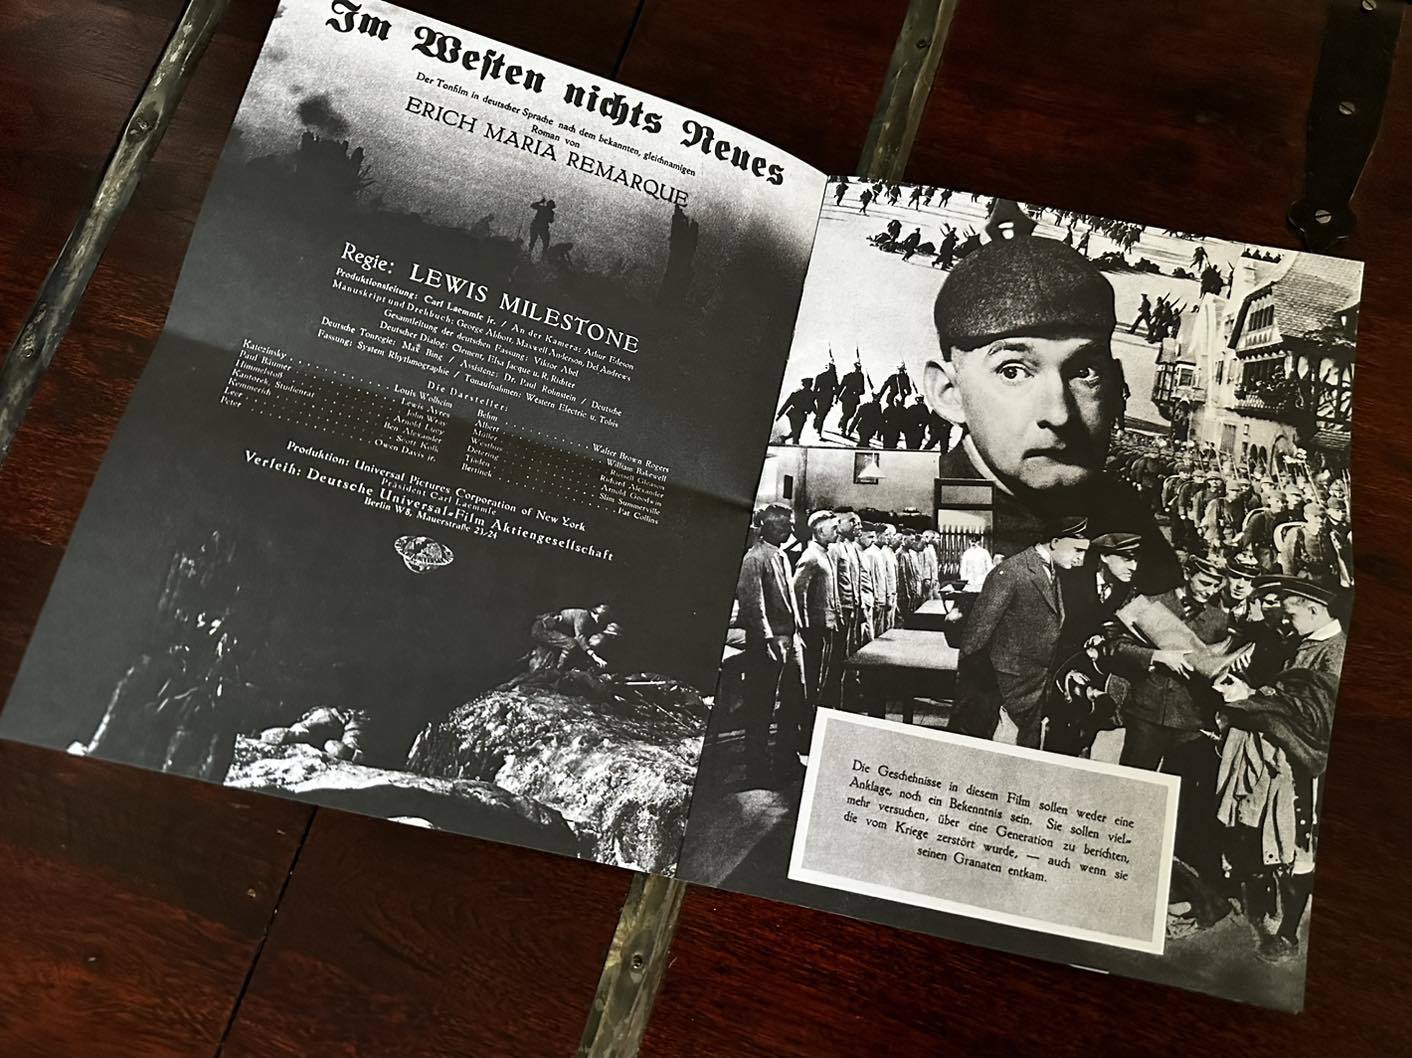 Im Westen nichts Neues
Der Tonfilm in deutscher Sprache nach dem bekannten, gleichnamigen
Roman von
ERICH MARIA REMARQUE
Regie: LEWIS MILESTONE
Produktionsleitung: Carl Laemmle jr. / An der Kamera: Arthur Edeson
Manuskript und Drehbuch: George Abbott, Maxwell Anderson, Del Andrews
Gesamtleitung der deutschen Fassung: Viktor Abel
Deutscher Dialog: Clement, Elsa Jacque u. R. Richter
Deutsche Tonregie: Max Bing / Assistenz: Dr. Paul Rolnstein / Deutsche
Fassung: System Rhythmographie / Tonaufnahmen: Western Electric u. Tobis
Die Darsteller:
Katczinsky . . . . . Louis Wolheim
Paul Bäumer . . . . . Lewis Ayres
Himmelstoß . . . . . John Wray
Kantorek, Studienrat . . . . . Arnold Lucy
Kemmerich . . . . . Ben Alexander
Leer . . . . . Scott Kolk
Peter . . . . . Owen Davis jr.
Behm . . . . . Walter Brown Rogers
Albert . . . . . William Bakewell
Müller . . . . . Russell Gleason
Westhus . . . . . Richard Alexander
Detering . . . . . Arnold Goodwin
Tjaden . . . . . Slim Summerville
Bertinck . . . . . Pat Collins
Produktion: Universal Pictures Corporation of New York
Präsident Carl Laemmle
Verleih: Deutsche Universal-Film Aktiengesellschaft
Berlin W8, Mauerstraße 21/24
Die Geschehnisse in diesem Film sollen weder eine
Anklage, noch ein Bekenntnis sein. Sie sollen viel-
mehr versuchen, über eine Generation zu berichten,
die vom Kriege zerstört wurde, — auch wenn sie
seinen Granaten entkam.